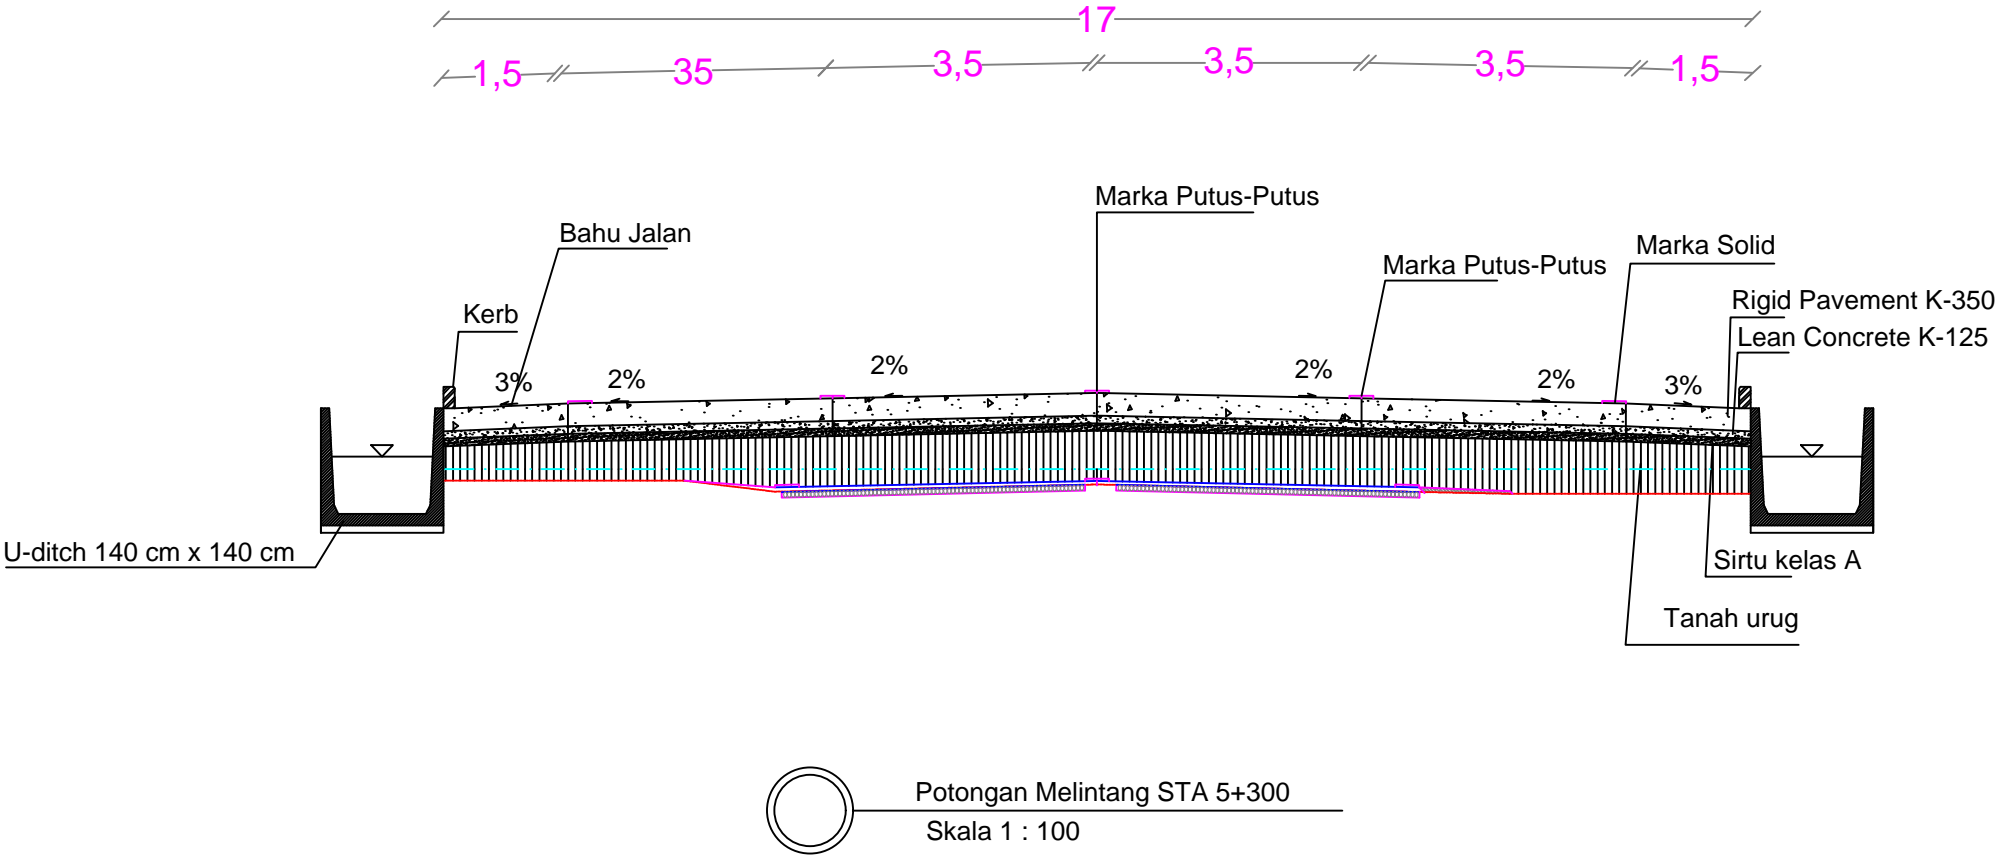 17
1,5 35 3,5 3,5 3,5 1,5
Marka Putus-Putus
Bahu Jalan
Marka Solid
Marka Putus-Putus
Kerb
Rigid Pavement K-350
Lean Concrete K-125
3% 2% 2% 2% 2% 3%
U-ditch 140 cm x 140 cm
Sirtu kelas A
Tanah urug
Potongan Melintang STA 5+300
Skala 1 : 100